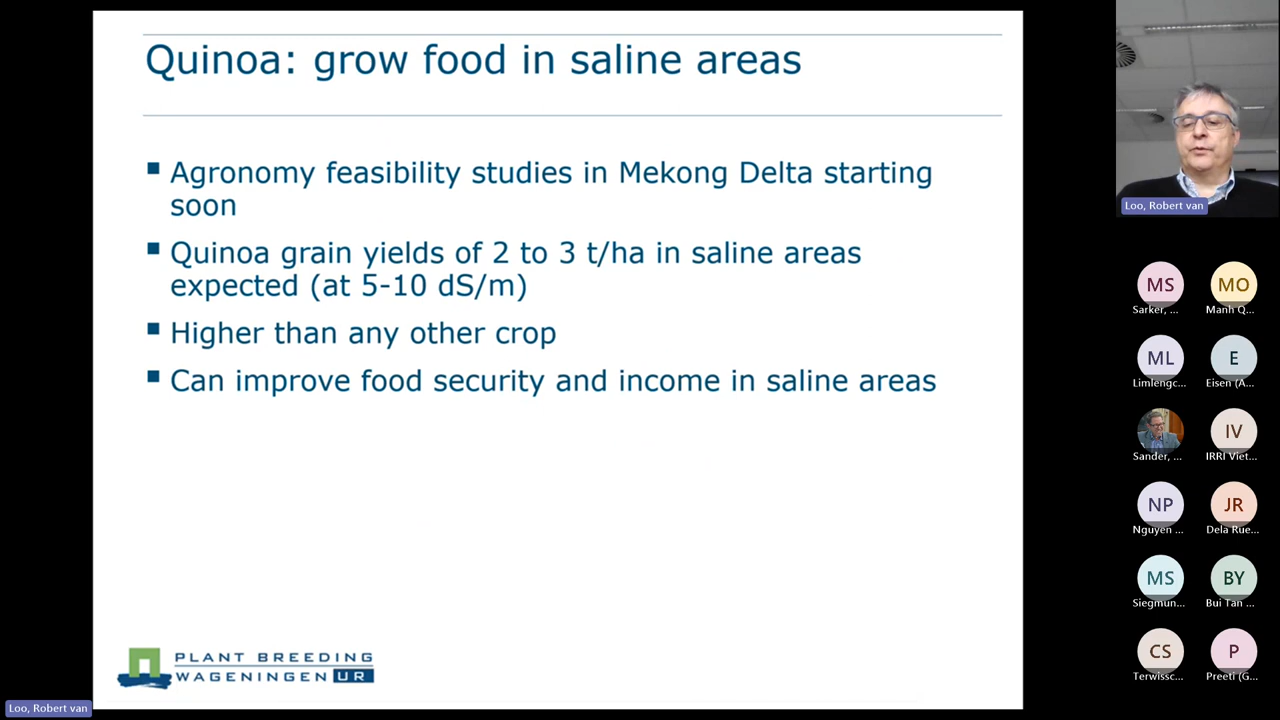 Quinoa: grow food in saline areas
Agronomy feasibility studies in Mekong Delta starting
soon
Quinoa grain yields of 2 to 3 t/ha in saline areas
expected (at 5-10 dS/m)
Higher than any other crop
Can improve food security and income in saline areas
PLANT BREEDING
WAGENINGEN UR
Loo, Robert van
Loo, Robert van
MS
MO
Sarker, ...
Manh Q...
ML
E
Limlengc...
Eisen (A...
IV
Sander, ...
IRRI Viet...
NP
JR
Nguyen ...
Dela Rue...
MS
BY
Siegmun...
Bui Tan ...
CS
P
Terwissc...
Preeti (G...